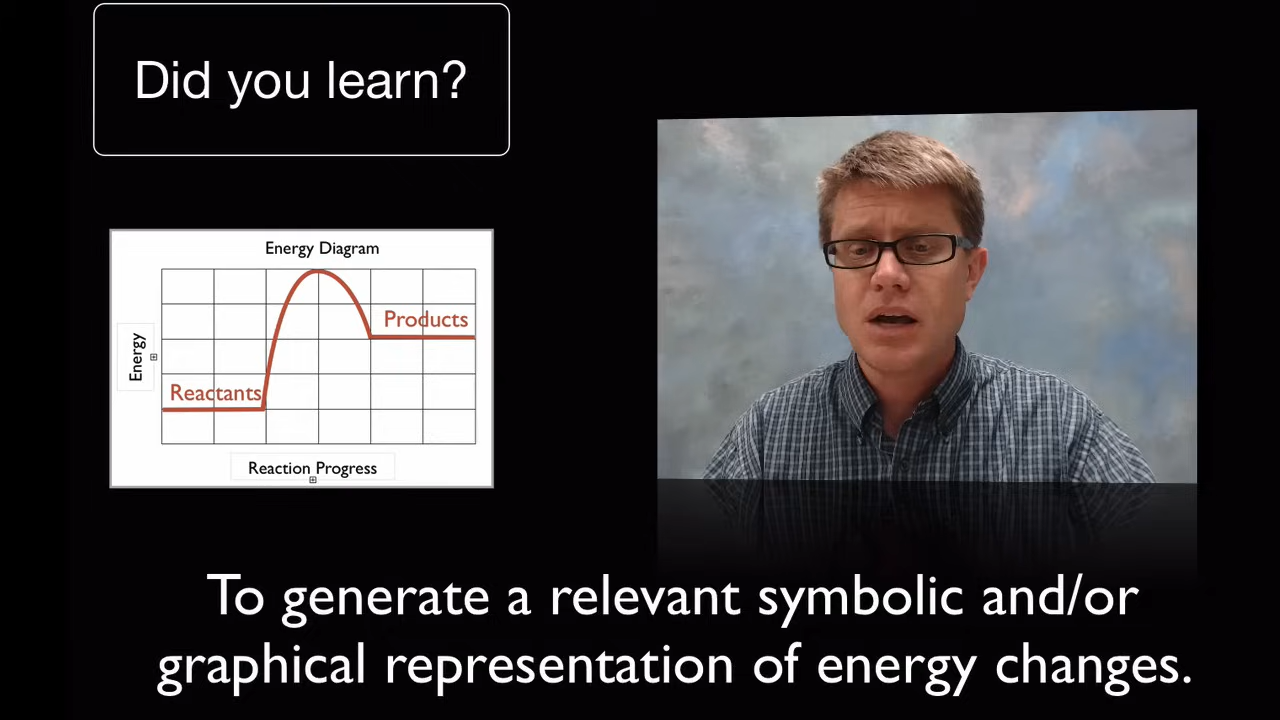 Did you learn?
Energy Diagram
Energy
Products
Reactants
Reaction Progress
To generate a relevant symbolic and/or
graphical representation of energy changes.